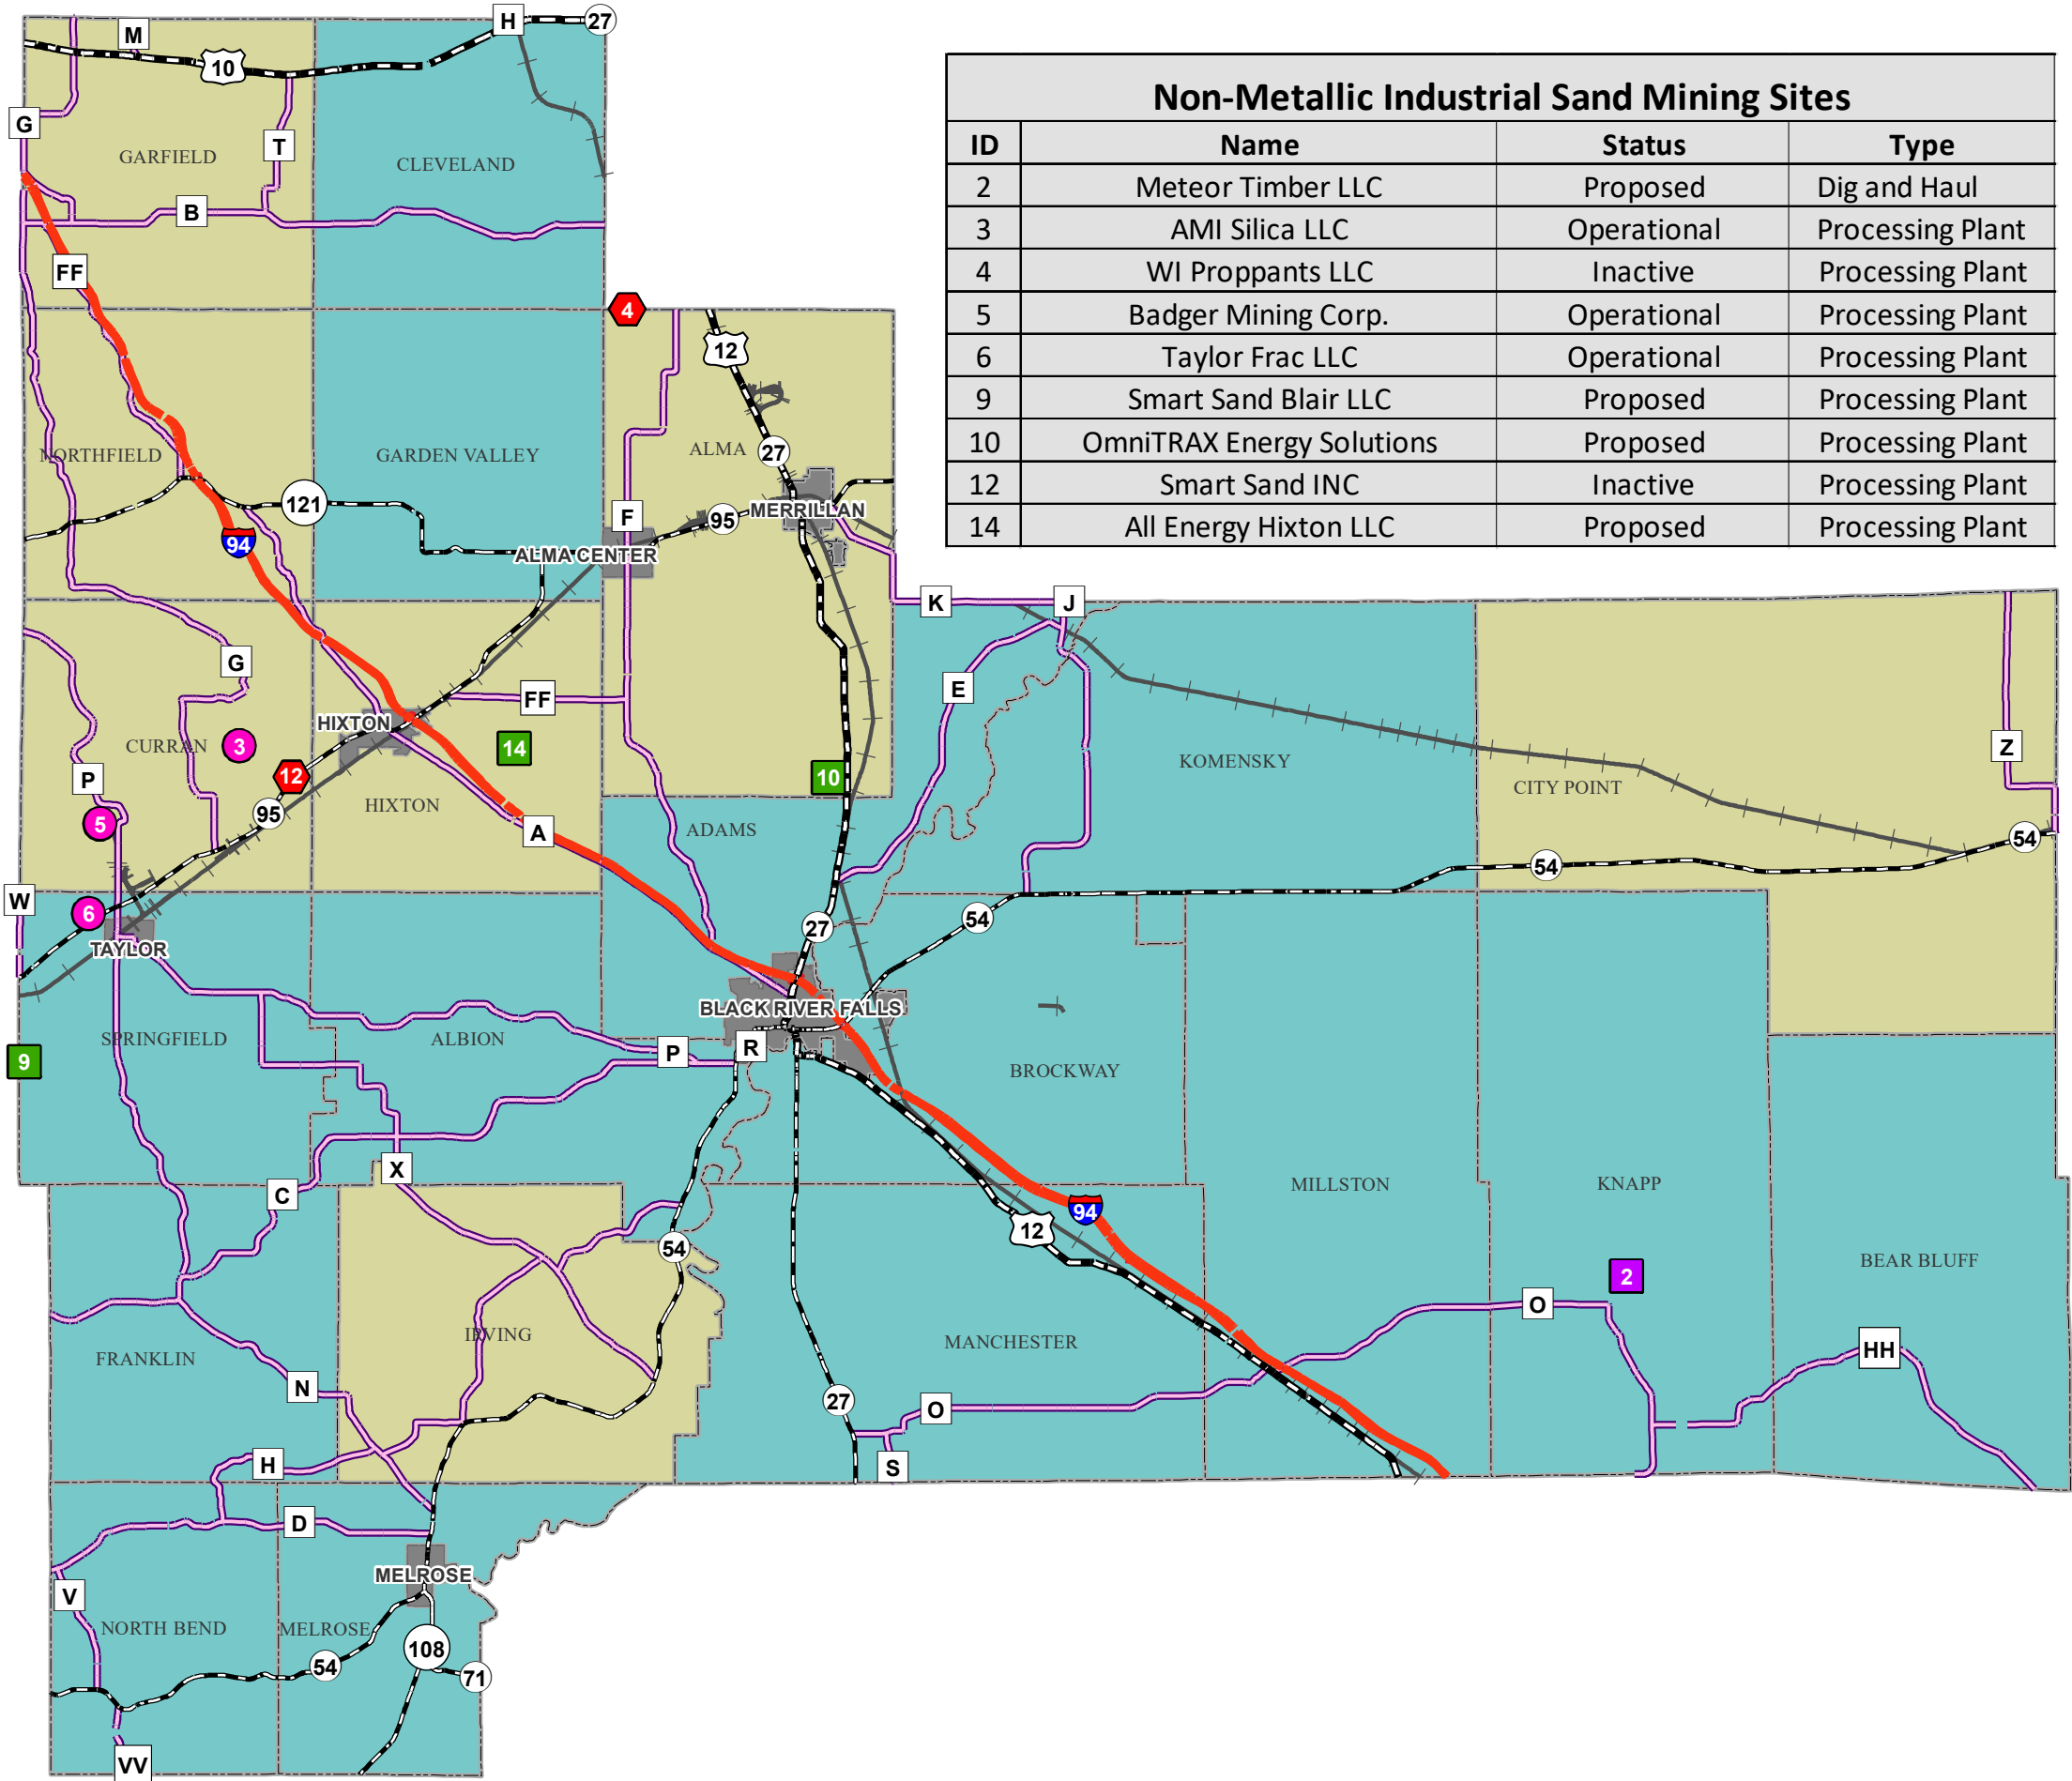 H 27
M
10
G
T
GARFIELD
CLEVELAND
B
FF
Non-Metallic Industrial Sand Mining Sites
ID Name Status Type
2 Meteor Timber LLC Proposed Dig and Haul
3 AMI Silica LLC Operational Processing Plant
4 WI Proppants LLC Inactive Processing Plant
5 Badger Mining Corp. Operational Processing Plant
6 Taylor Frac LLC Operational Processing Plant
9 Smart Sand Blair LLC Proposed Processing Plant
10 OmniTRAX Energy Solutions Proposed Processing Plant
12 Smart Sand INC Inactive Processing Plant
14 All Energy Hixton LLC Proposed Processing Plant
4
12
NORTHFIELD
GARDEN VALLEY
ALMA
27
121
F
95
MERRILLAN
94
ALMA CENTER
K
J
G
E
FF
HIXTON
CURRAN
3
14
Z
12
P
10
KOMENSKY
CITY POINT
HIXTON
95
5
A
ADAMS
54
54
W
6
54
27
TAYLOR
BLACK RIVER FALLS
SPRINGFIELD
ALBION
P
R
9
BROCKWAY
X
C
MILLSTON
KNAPP
94
12
54
2
BEAR BLUFF
O
IRVING
MANCHESTER
HH
FRANKLIN
N
27
O
H
S
D
MELROSE
V
NORTH BEND
MELROSE
108
54
71
VV